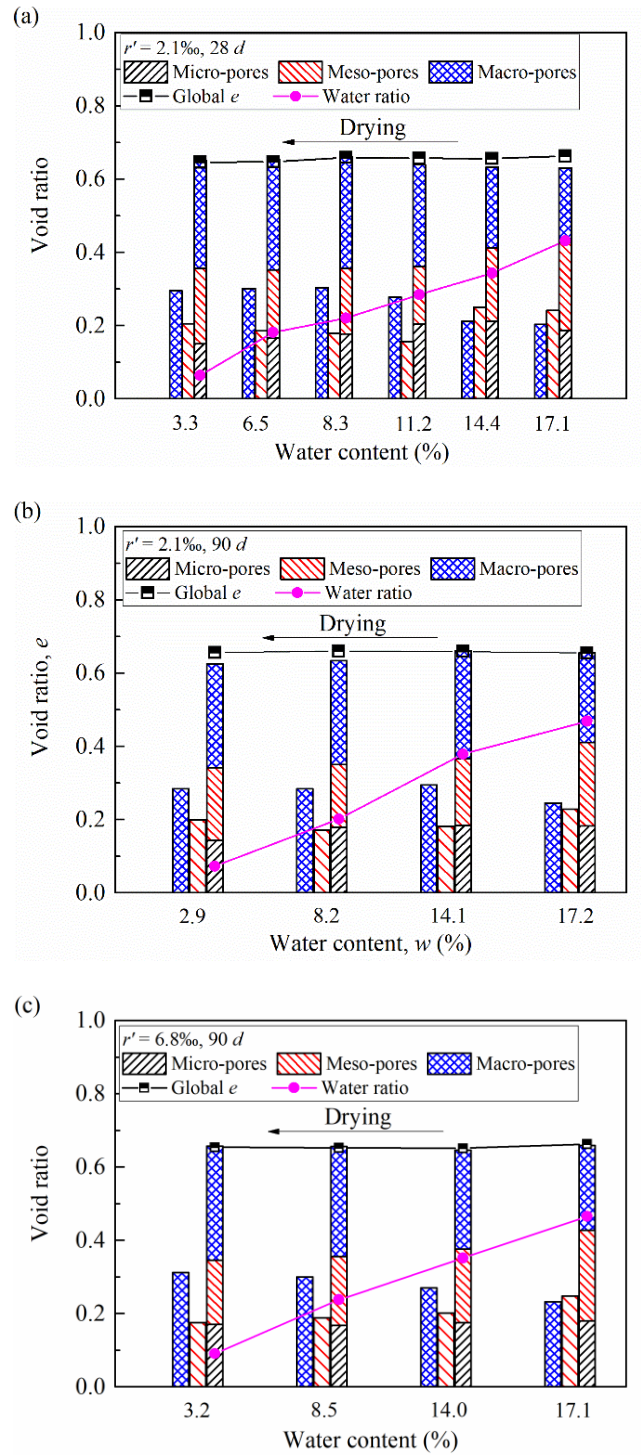 (a)
1.0
r' = 2.1‰, 28 d
Micro-pores Meso-pores Macro-pores
Global e Water ratio
0.8
Drying
0.6
Void ratio
0.4
0.2
0.0
3.3 6.5 8.3 11.2 14.4 17.1
Water content (%)
(b)
1.0
r' = 2.1‰, 90 d
Micro-pores Meso-pores Macro-pores
Global e Water ratio
0.8
Drying
0.6
Void ratio, e
0.4
0.2
0.0
2.9 8.2 14.1 17.2
Water content, w (%)
(c)
1.0
r' = 6.8‰, 90 d
Micro-pores Meso-pores Macro-pores
Global e Water ratio
0.8
Drying
0.6
Void ratio
0.4
0.2
0.0
3.2 8.5 14.0 17.1
Water content (%)